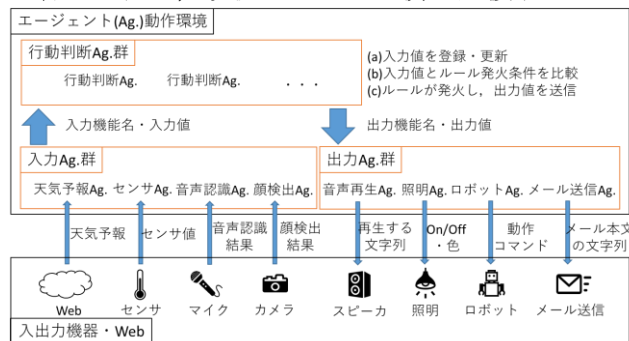 エージェント(Ag.)動作環境
行動判断Ag.群
行動判断Ag.
行動判断Ag.
・・・
(a)入力値を登録・更新
(b)入力値とルール発火条件を比較
(c)ルールが発火し，出力値を送信
入力機能名・入力値
出力機能名・出力値
入力Ag.群
天気予報Ag. センサAg. 音声認識Ag. 顔検出Ag.
出力Ag.群
音声再生Ag. 照明Ag. ロボットAg. メール送信Ag.
天気予報
センサ値
音声認識
結果
顔検出
結果
再生する
文字列
On/Off
・色
動作
コマンド
メール本文
の文字列
Web
センサ
マイク
カメラ
スピーカ
照明
ロボット
メール送信
入出力機器・Web